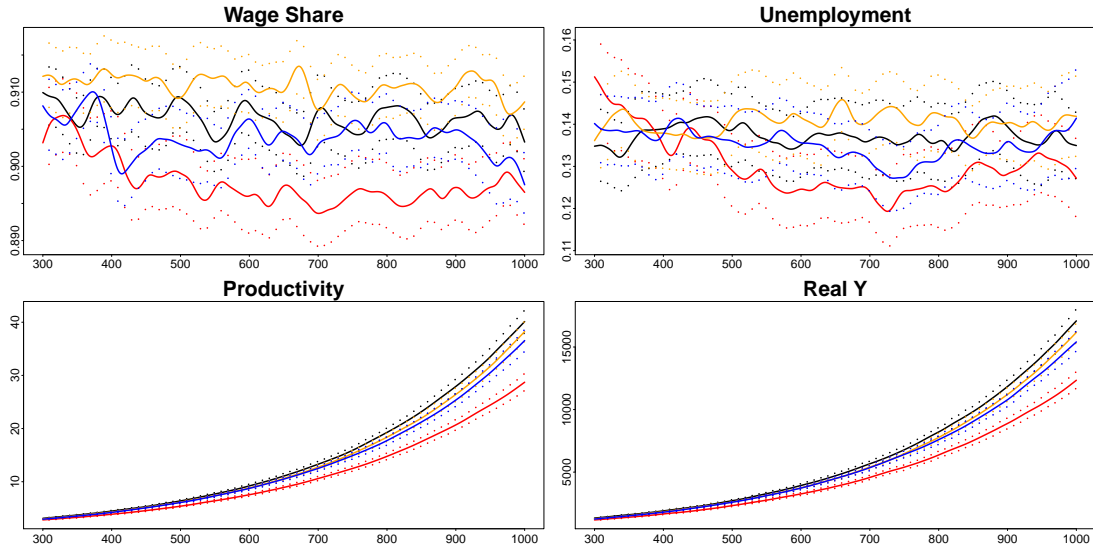 Wage Share
0.890 0.900 0.910
300 400 500 600 700 800 900 1000
Unemployment
0.11 0.12 0.13 0.14 0.15 0.16
300 400 500 600 700 800 900 1000
Productivity
10 20 30 40
300 400 500 600 700 800 900 1000
Real Y
5000 10000 15000
300 400 500 600 700 800 900 1000